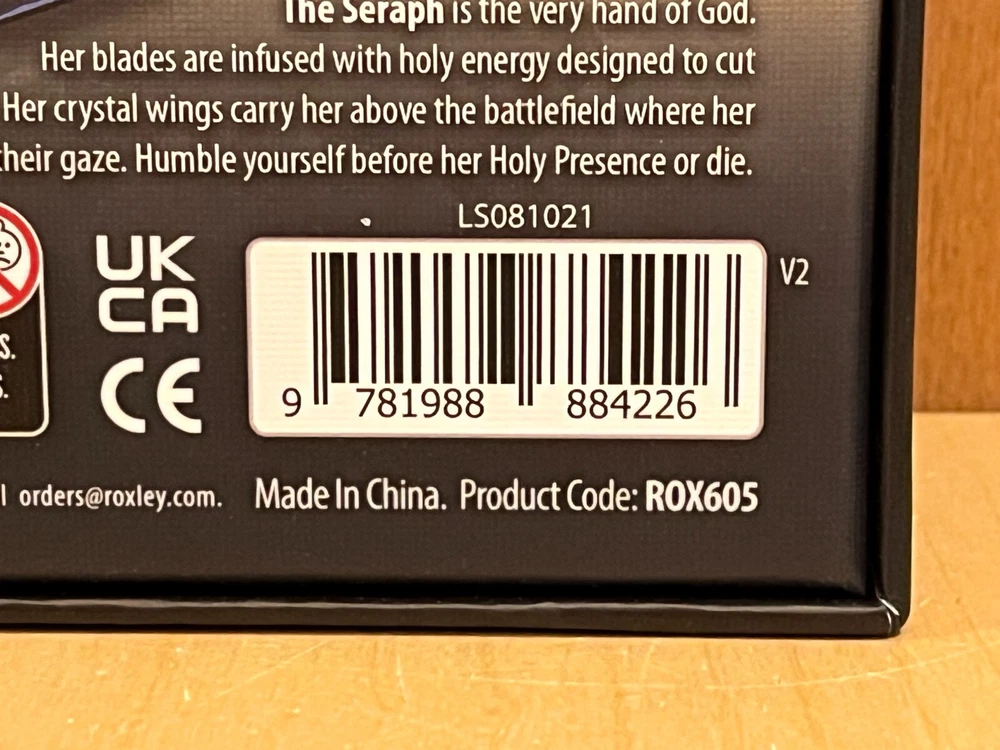 The Seraph is the very hand of God.
Her blades are infused with holy energy designed to cut
Her crystal wings carry her above the battlefield where her
their gaze. Humble yourself before her Holy Presence or die.
LS081021
V2
UK
CA
CE
S.
S.
9 781988 884226
orders@roxley.com. Made In China. Product Code: ROX605